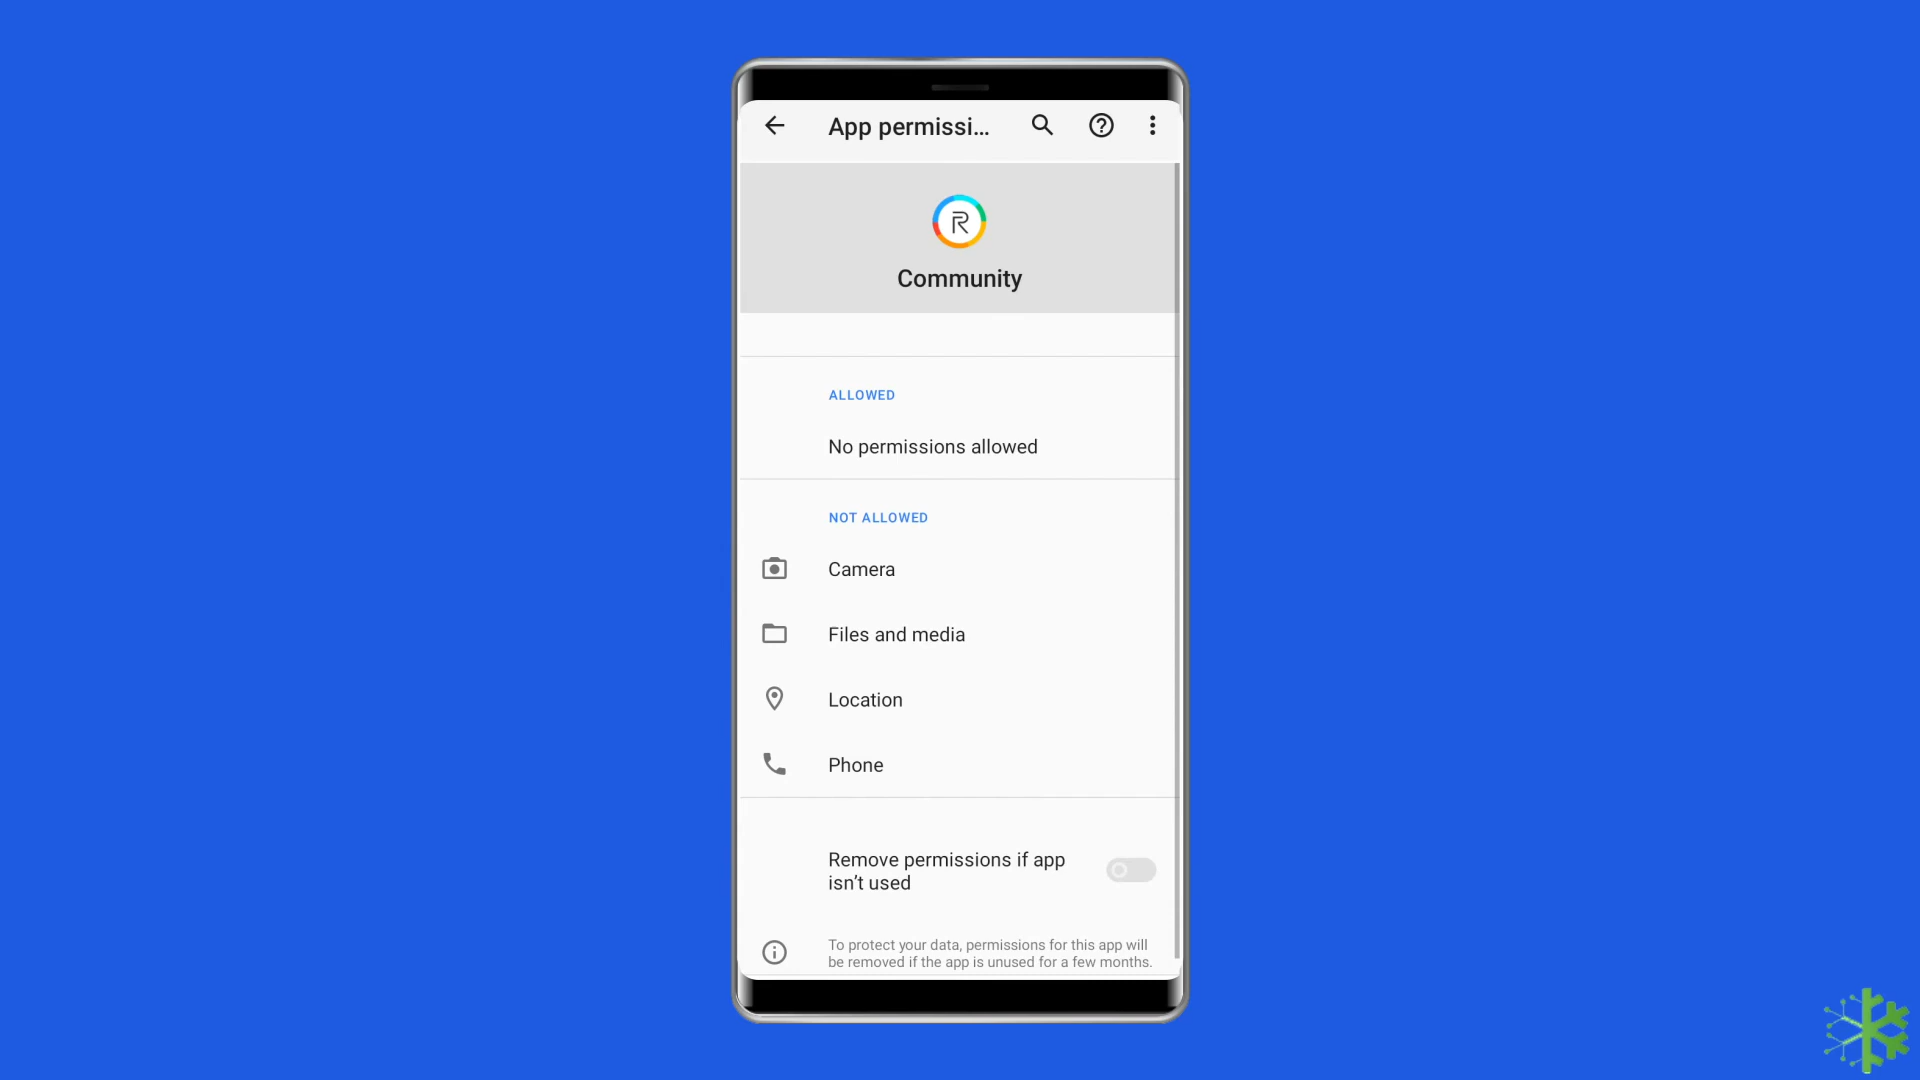 App permissi...
R
Community
ALLOWED
No permissions allowed
NOT ALLOWED
Camera
Files and media
Location
Phone
Remove permissions if app
isn’t used
To protect your data, permissions for this app will
be removed if the app is unused for a few months.